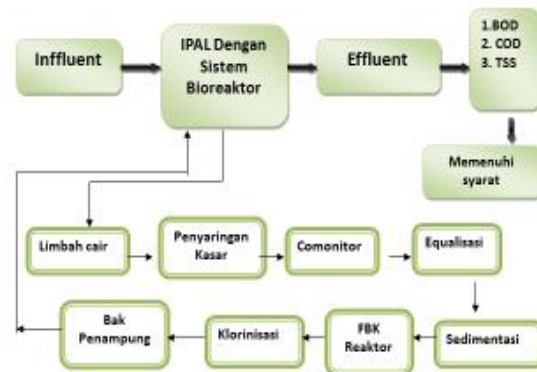 Inffluent
IPAL Dengan
Sistem
Bioreaktor
Effluent
1.BOD
2. COD
3. TSS
Memenuhi
syarat
Limbah cair
Penyaringan
Kasar
Comonitor
Equalisasi
Bak
Penampung
Klorinisasi
FBK
Reaktor
Sedimentasi